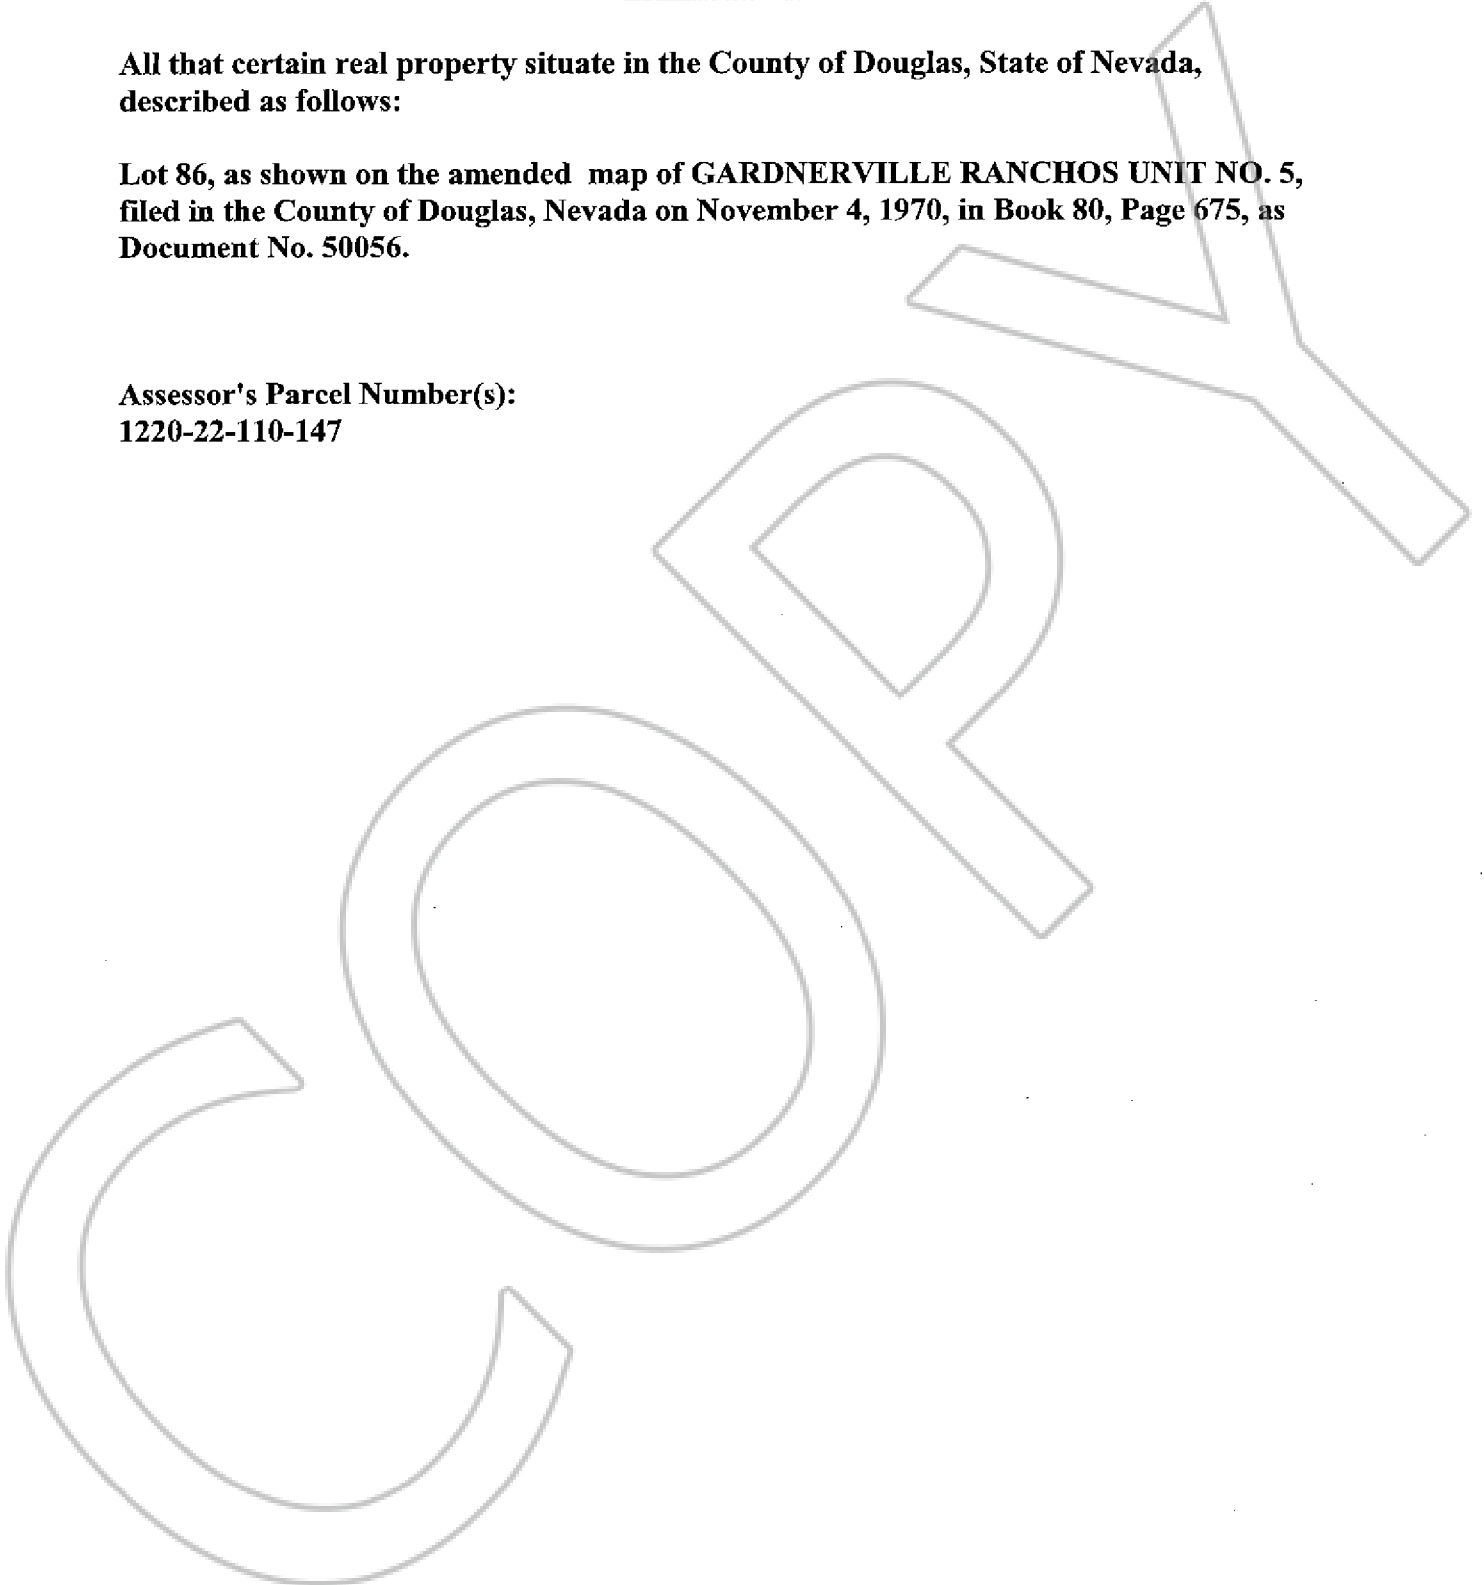 All that certain real property situate in the County of Douglas, State of Nevada,
described as follows:
Lot 86, as shown on the amended map of GARDNERVILLE RANCHOS UNIT NO. 5,
filed in the County of Douglas, Nevada on November 4, 1970, in Book 80, Page 675, as
Document No. 50056.
Assessor's Parcel Number(s):
1220-22-110-147
COPY